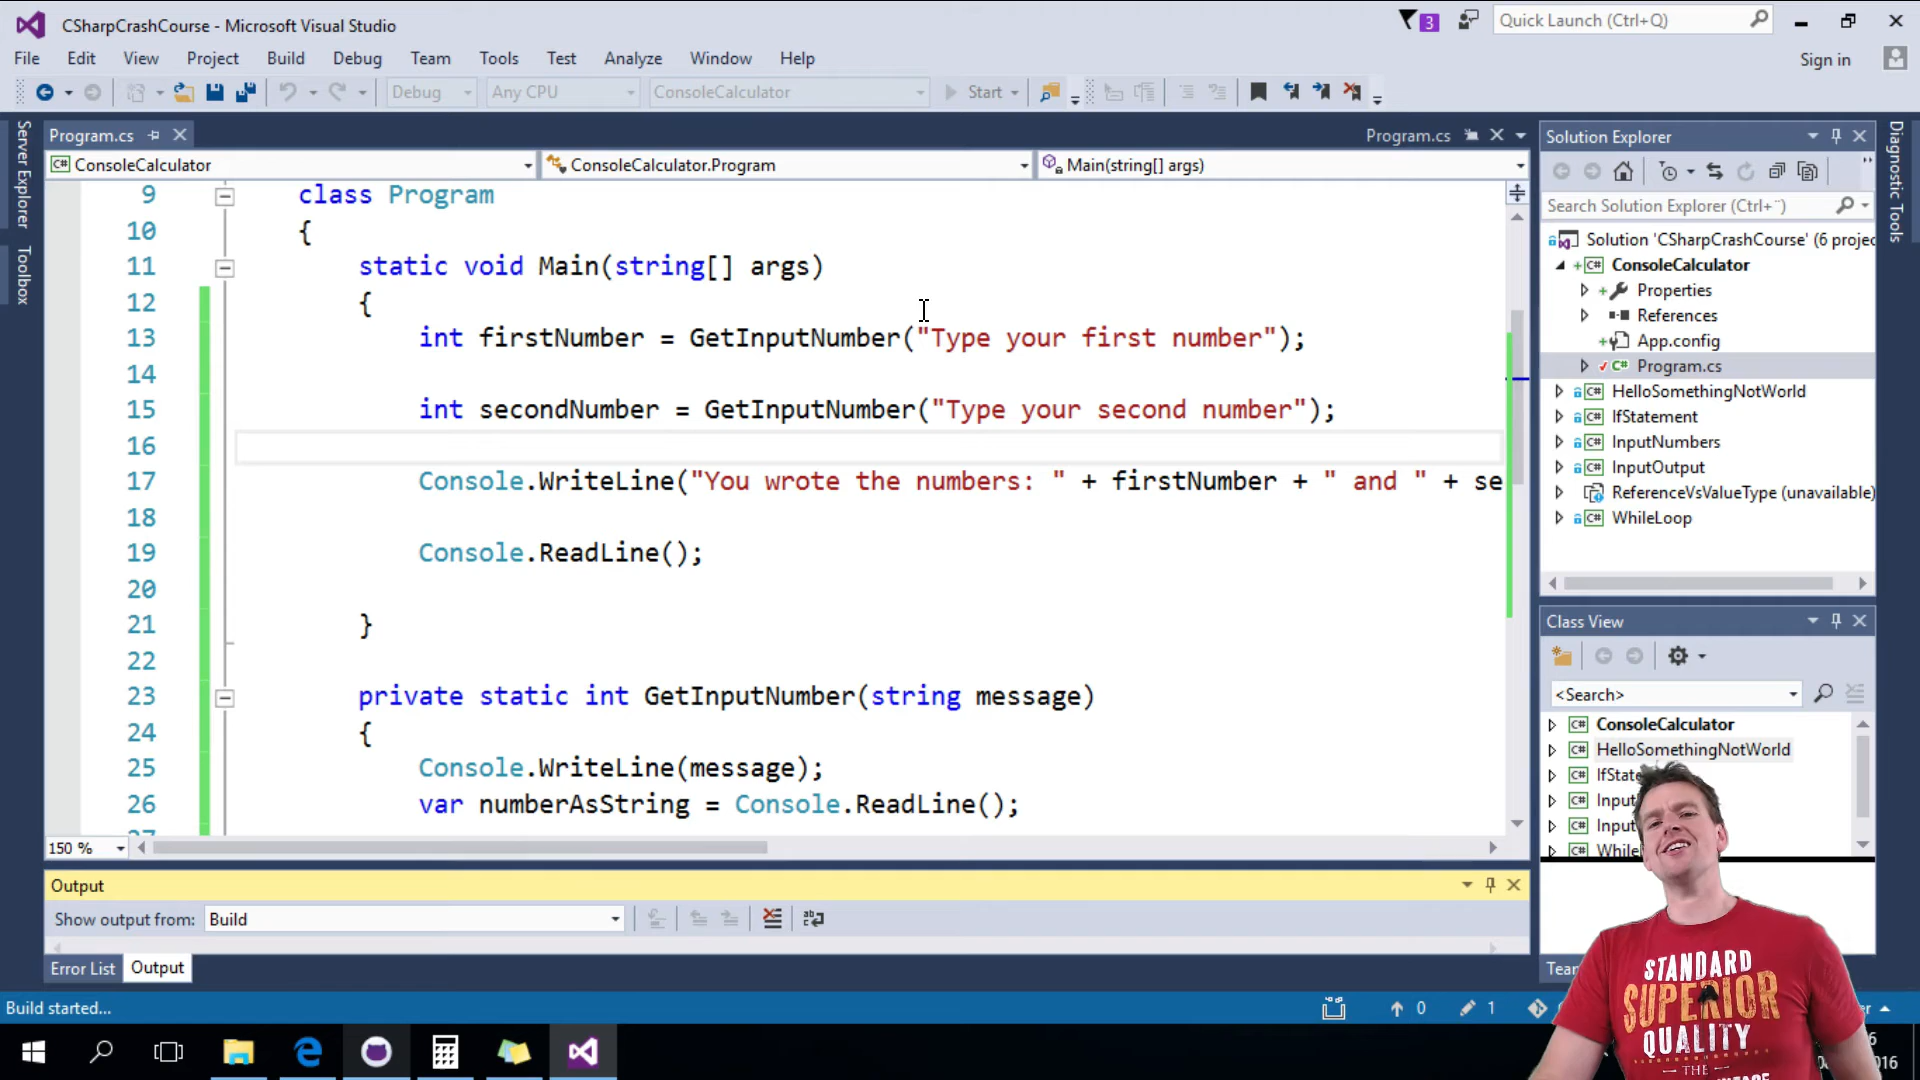 CSharpCrashCourse - Microsoft Visual Studio
3
Quick Launch (Ctrl+Q)
File Edit View Project Build Debug Team Tools Test Analyze Window Help
Sign in
Debug Any CPU ConsoleCalculator Start
Server Explorer
Toolbox
Program.cs
Program.cs
ConsoleCalculator
ConsoleCalculator.Program
Main(string[] args)
9 class Program
10 {
11 static void Main(string[] args)
12 {
13 int firstNumber = GetInputNumber("Type your first number");
14
15 int secondNumber = GetInputNumber("Type your second number");
16
17 Console.WriteLine("You wrote the numbers: " + firstNumber + " and " + se
18
19 Console.ReadLine();
20
21 }
22
23 private static int GetInputNumber(string message)
24 {
25 Console.WriteLine(message);
26 var numberAsString = Console.ReadLine();
150 %
Output
Show output from: Build
Error List Output
Build started...
0 1
Solution Explorer
Search Solution Explorer (Ctrl+¨)
Solution 'CSharpCrashCourse' (6 projec
ConsoleCalculator
Properties
References
App.config
Program.cs
HelloSomethingNotWorld
IfStatement
InputNumbers
InputOutput
ReferenceVsValueType (unavailable)
WhileLoop
Class View
<Search>
ConsoleCalculator
HelloSomethingNotWorld
IfState
Input
Input
While
Tea
Diagnostic Tools
STANDARD
SUPERIOR
QUALITY
— THE —